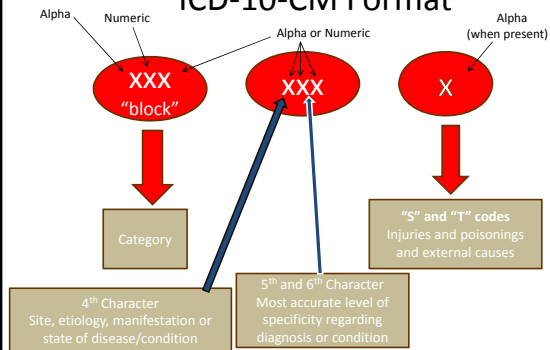 ICD-10-CM Format
Alpha
Numeric
Alpha or Numeric
Alpha
(when present)
XXX
"block"
XXX
X
Category
"S" and "T" codes
Injuries and poisonings
and external causes
4th Character
Site, etiology, manifestation or
state of disease/condition
5th and 6th Character
Most accurate level of
specificity regarding
diagnosis or condition